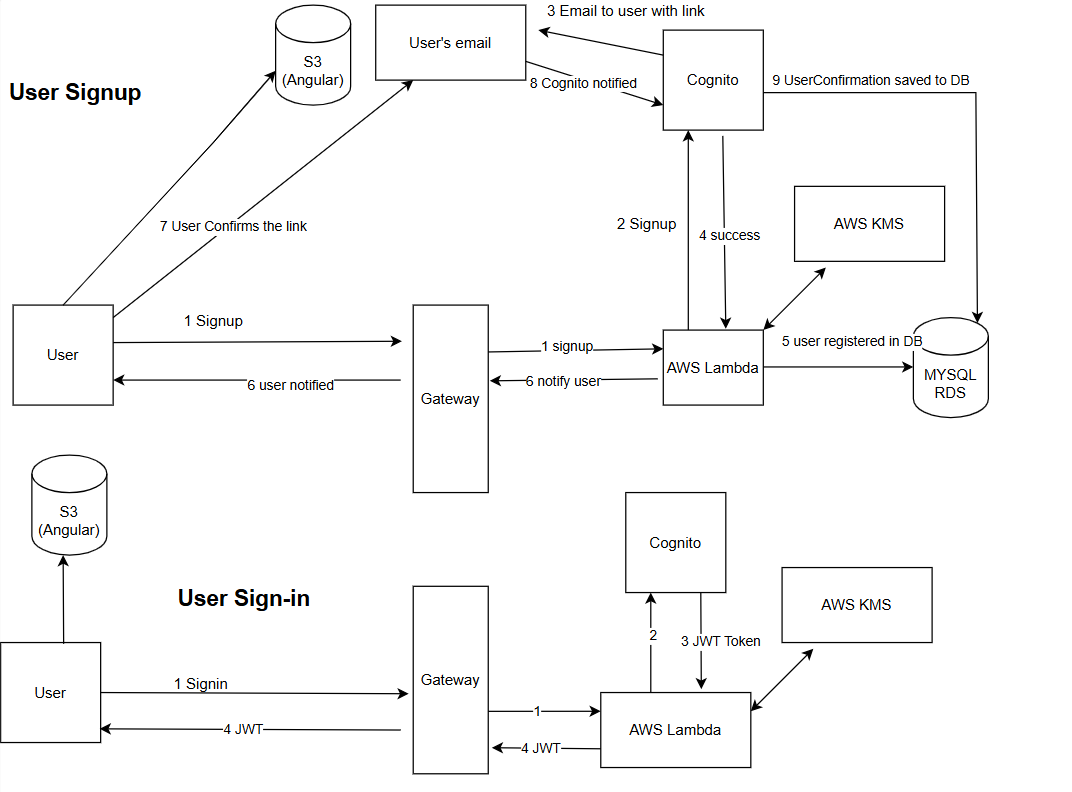 3 Email to user with link
User's email
S3
(Angular)
Cognito
8 Cognito notified
9 UserConfirmation saved to DB
User Signup
7 User Confirms the link
2 Signup
4 success
AWS KMS
1 Signup
User
1 signup
5 user registered in DB
AWS Lambda
MYSQL
RDS
6 user notified
6 notify user
Gateway
S3
(Angular)
Cognito
User Sign-in
AWS KMS
2
3 JWT Token
Gateway
1 Signin
User
1
AWS Lambda
4 JWT
4 JWT